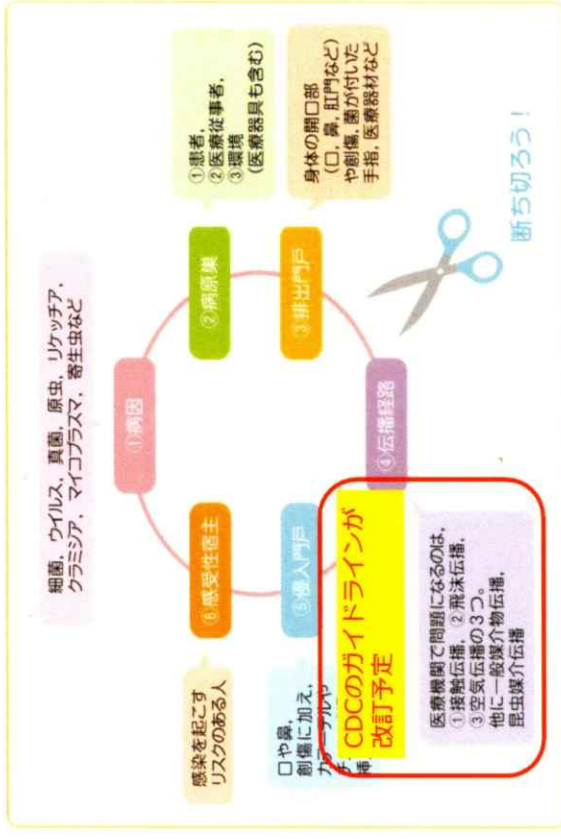 細菌, ウイルス, 真菌, 原虫, リケッチア,
クラミジア, マイコプラズマ, 寄生虫など
①病因
②病原巣
①患者,
②医療従事者,
③環境
(医療器具も含む)
③排出門戸
身体の開口部
(口, 鼻, 肛門など)
や創傷, 菌が付いた
手指, 医療器材など
④伝播経路
断ち切ろう!
CDCのガイドラインが
改訂予定
医療機関で問題になるのは,
①接触伝播, ②飛沫伝播,
③空気伝播の3つ。
他に一般媒介物伝播,
昆虫媒介伝播
⑤侵入門戸
口や鼻,
創傷に加え,
カテーテルや
⑥感受性宿主
感染を起こす
リスクのある人